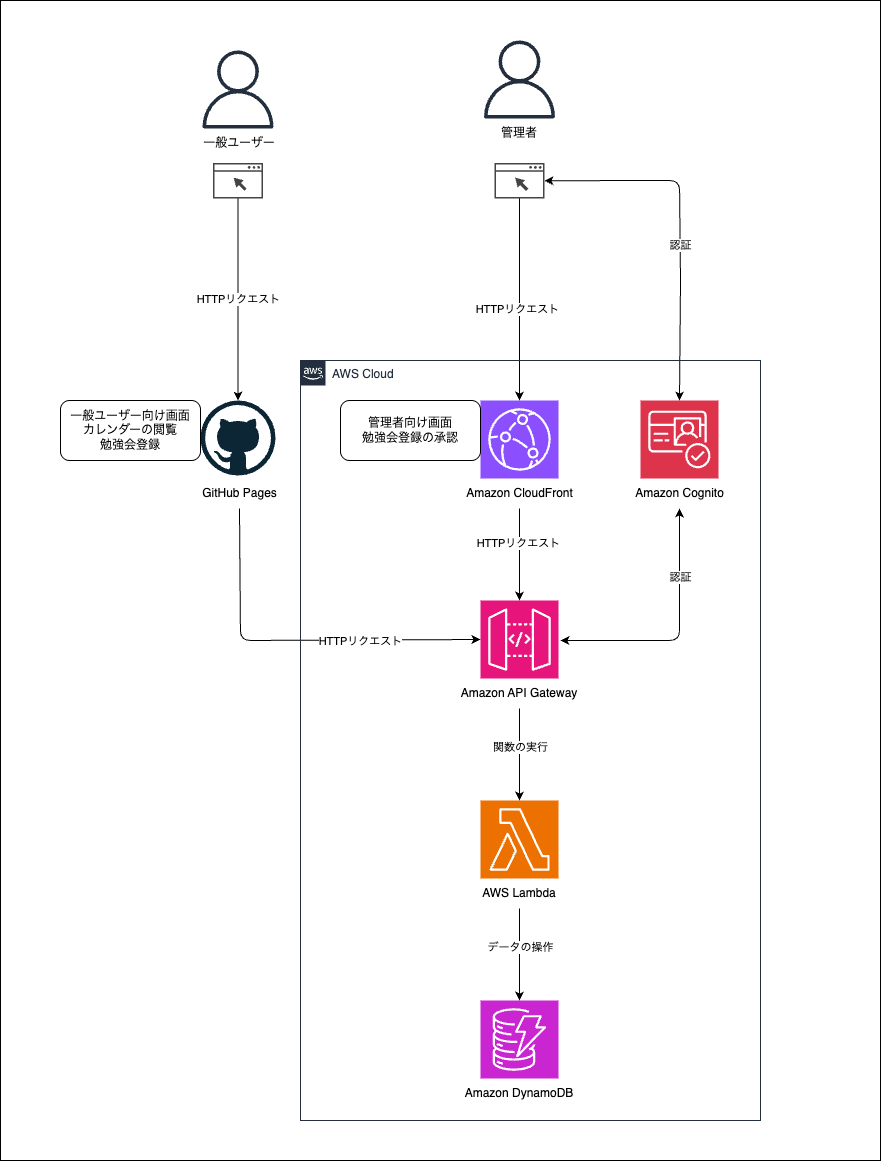 一般ユーザー
管理者
認証
HTTPリクエスト
HTTPリクエスト
aws
AWS Cloud
一般ユーザー向け画面
カレンダーの閲覧
勉強会登録
管理者向け画面
勉強会登録の承認
GitHub Pages
Amazon CloudFront
Amazon Cognito
HTTPリクエスト
認証
HTTPリクエスト
Amazon API Gateway
関数の実行
AWS Lambda
データの操作
Amazon DynamoDB